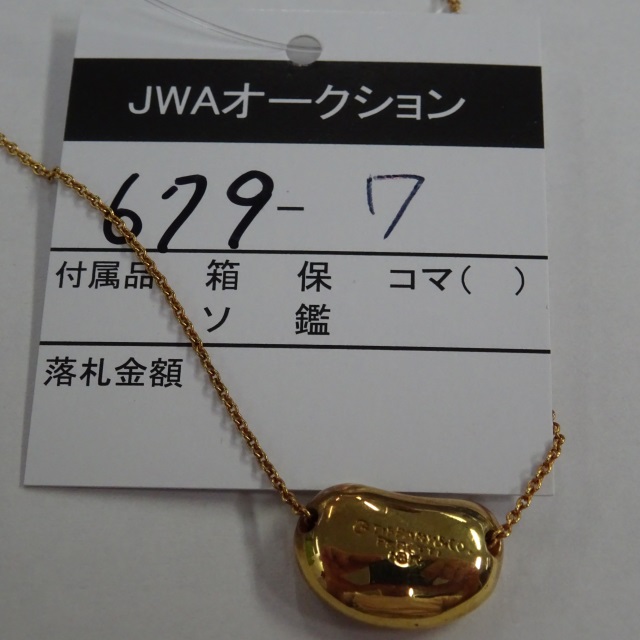 JWAオークション
679-7
付属品 箱 保 コマ( )
ソ 鑑
落札金額